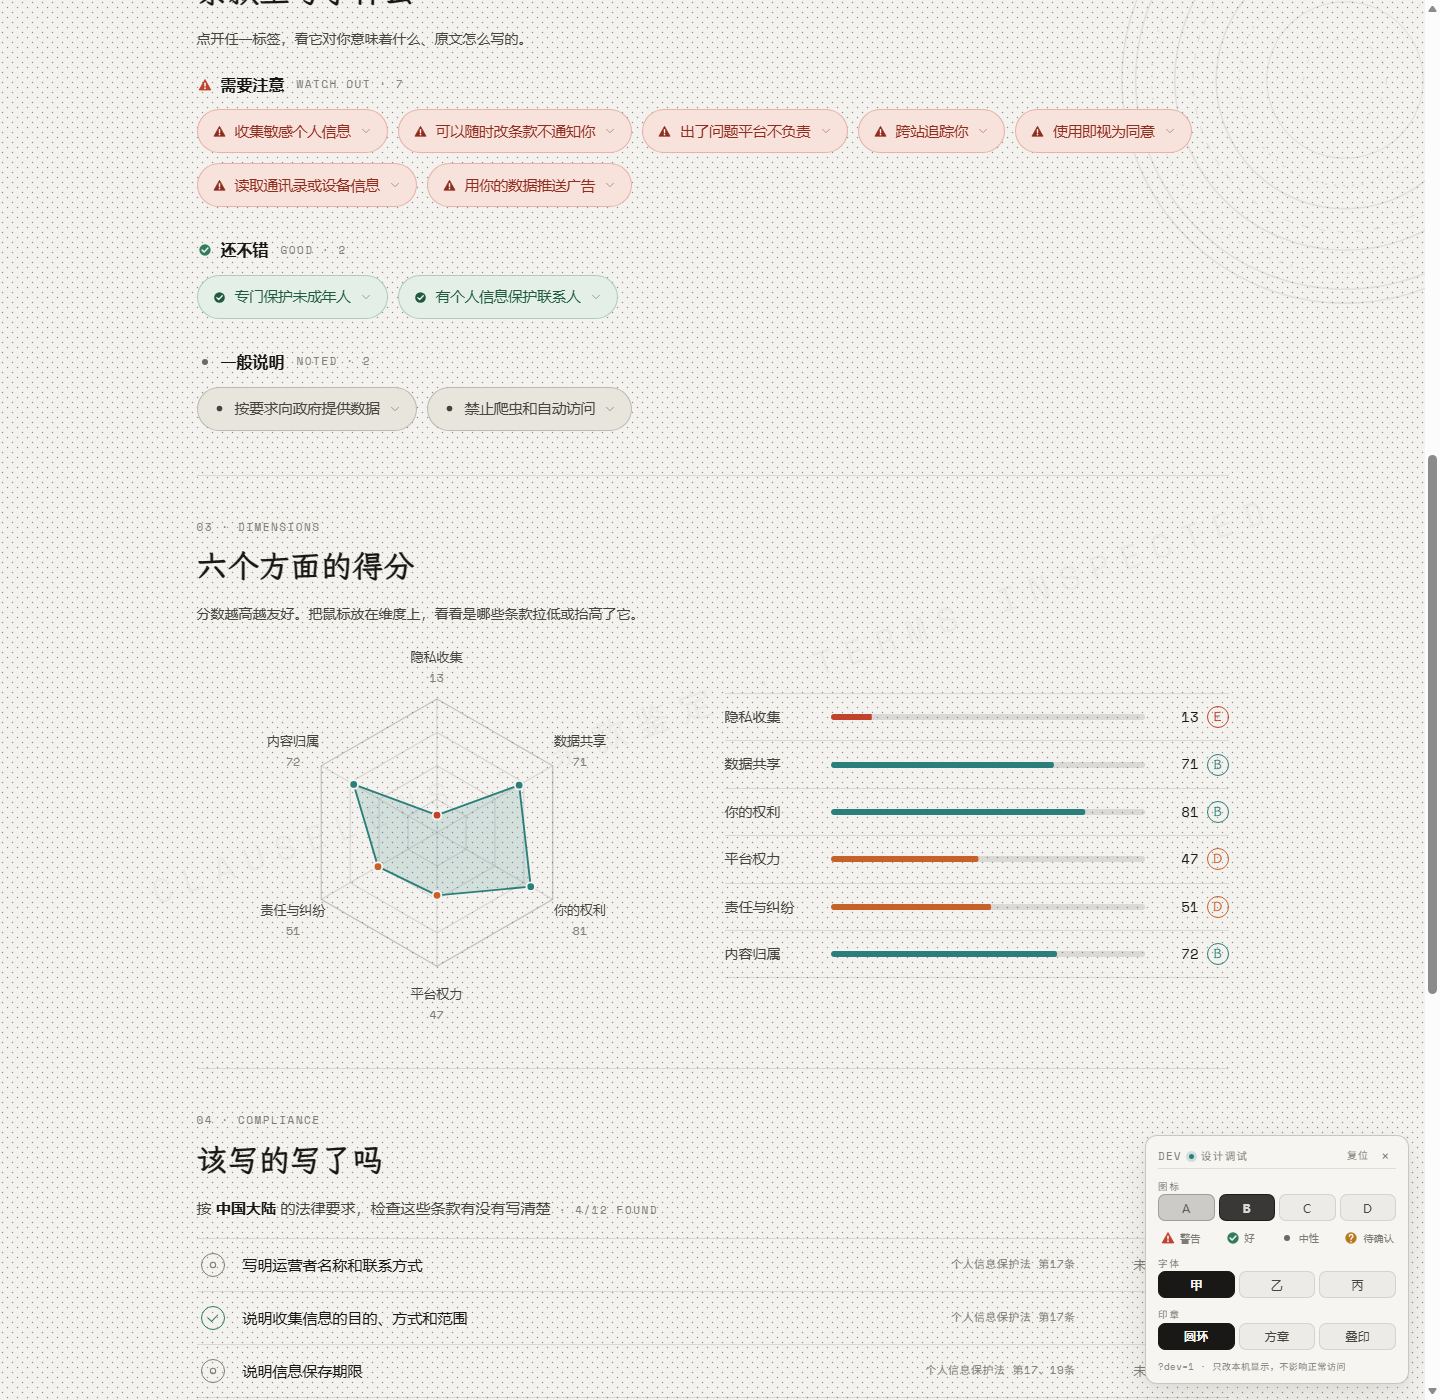 点开任一标签，看它对你意味着什么、原文怎么写的。
需要注意 WATCH OUT · 7
收集敏感个人信息
可以随时改条款不通知你
出了问题平台不负责
跨站追踪你
使用即视为同意
读取通讯录或设备信息
用你的数据推送广告
还不错 GOOD · 2
专门保护未成年人
有个人信息保护联系人
一般说明 NOTED · 2
按要求向政府提供数据
禁止爬虫和自动访问
03 · DIMENSIONS
六个方面的得分
分数越高越友好。把鼠标放在维度上，看看是哪些条款拉低或抬高了它。
隐私收集
13
内容归属
72
数据共享
71
责任与纠纷
51
你的权利
81
平台权力
47
隐私收集 13 E
数据共享 71 B
你的权利 81 B
平台权力 47 D
责任与纠纷 51 D
内容归属 72 B
04 · COMPLIANCE
该写的写了吗
按 中国大陆 的法律要求，检查这些条款有没有写清楚 · 4/12 FOUND
写明运营者名称和联系方式 个人信息保护法 第17条 未
说明收集信息的目的、方式和范围 个人信息保护法 第17条
说明信息保存期限 个人信息保护法 第17、19条 未
DEV 设计调试 复位 ×
图标
A B C D
警告 好 中性 待确认
字体
甲 乙 丙
印章
圆环 方章 叠印
?dev=1 · 只改本机显示，不影响正常访问